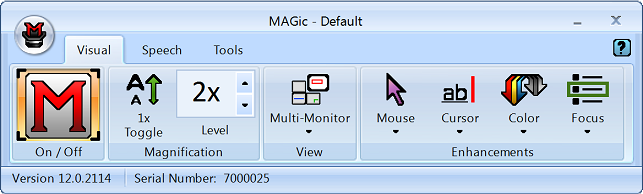 MAGic - Default
Visual Speech Tools
?
M
A A
1x
Toggle
2x
Level
Multi-Monitor
ab
Mouse Cursor Color Focus
On / Off Magnification View Enhancements
Version 12.0.2114 Serial Number: 7000025